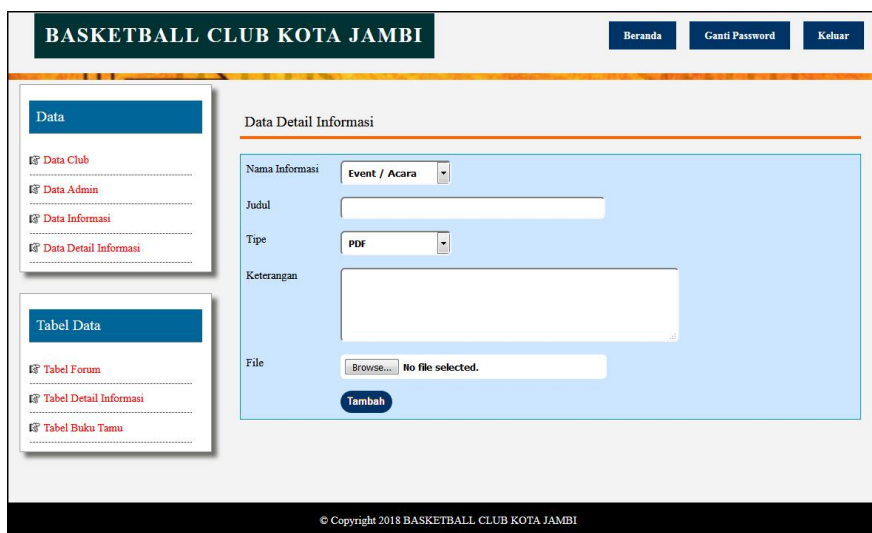 BASKETBALL CLUB KOTA JAMBI
Beranda
Ganti Password
Keluar
Data
Data Club
Data Admin
Data Informasi
Data Detail Informasi
Tabel Data
Tabel Forum
Tabel Detail Informasi
Tabel Buku Tamu
Data Detail Informasi
Nama Informasi Event / Acara
Judul
Tipe PDF
Keterangan
File Browse... No file selected.
Tambah
© Copyright 2018 BASKETBALL CLUB KOTA JAMBI